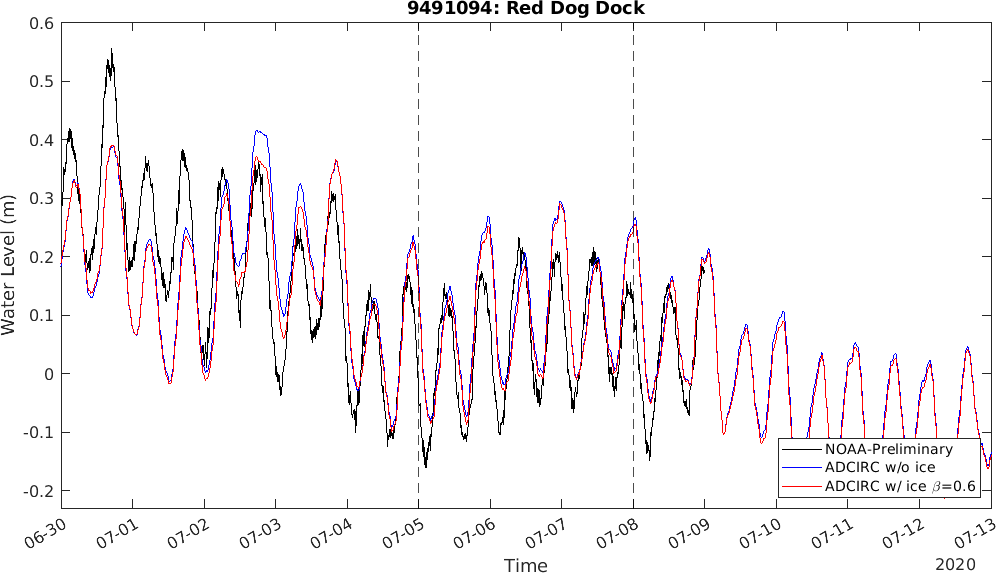 9491094: Red Dog Dock
Water Level (m)
0.6
0.5
0.4
0.3
0.2
0.1
0
-0.1
-0.2
NOAA-Preliminary
ADCIRC w/o ice
ADCIRC w/ ice β=0.6
06-30 07-01 07-02 07-03 07-04 07-05 07-06 07-07 07-08 07-09 07-10 07-11 07-12 07-13
Time
2020